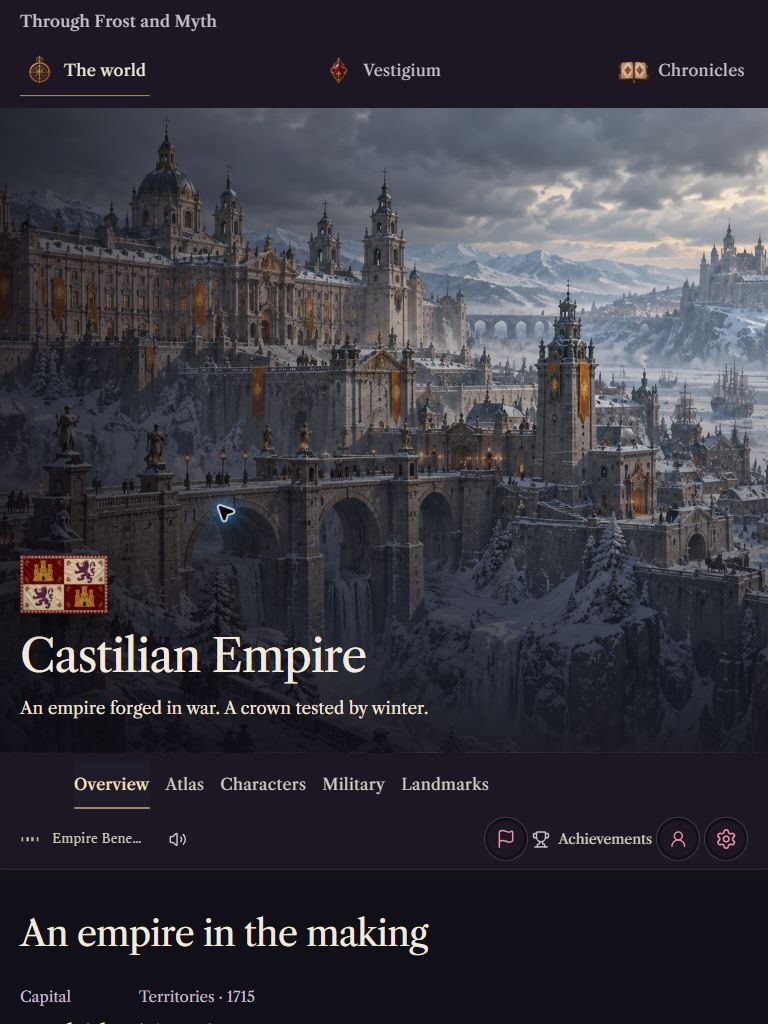 Through Frost and Myth
The world
Vestigium
Chronicles
Castilian Empire
An empire forged in war. A crown tested by winter.
Overview Atlas Characters Military Landmarks
Empire Bene...
Achievements
An empire in the making
Capital
Territories · 1715